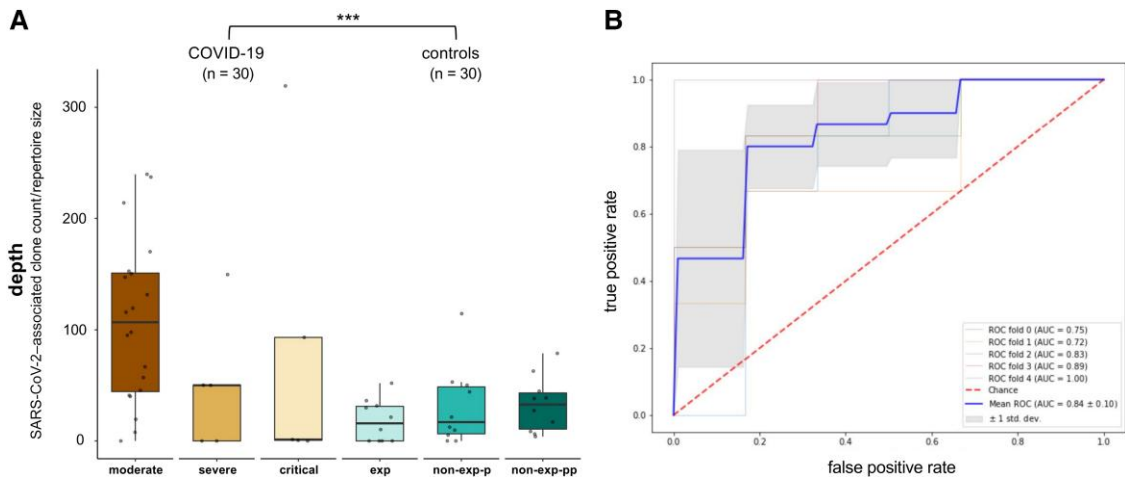 A
B
***
COVID-19
(n = 30)
controls
(n = 30)
depth
SARS-CoV-2–associated clone count/repertoire size
300
200
100
0
moderate
severe
critical
exp
non-exp-p
non-exp-pp
true positive rate
1.0
0.8
0.6
0.4
0.2
0.0
0.0
0.2
0.4
0.6
0.8
1.0
false positive rate
ROC fold 0 (AUC = 0.75)
ROC fold 1 (AUC = 0.72)
ROC fold 2 (AUC = 0.83)
ROC fold 3 (AUC = 0.89)
ROC fold 4 (AUC = 1.00)
Chance
Mean ROC (AUC = 0.84 ± 0.10)
± 1 std. dev.